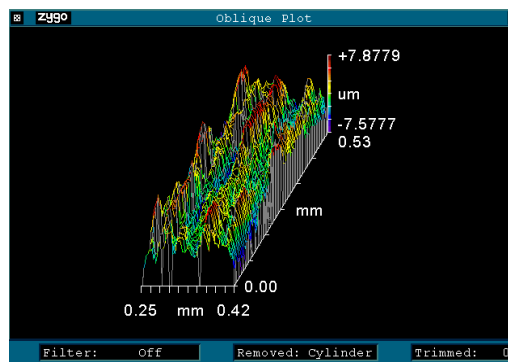 zygo Oblique Plot
+7.8779
um
-7.5777
0.53
mm
0.00
0.25 mm 0.42
Filter: Off Removed: Cylinder Trimmed: 0